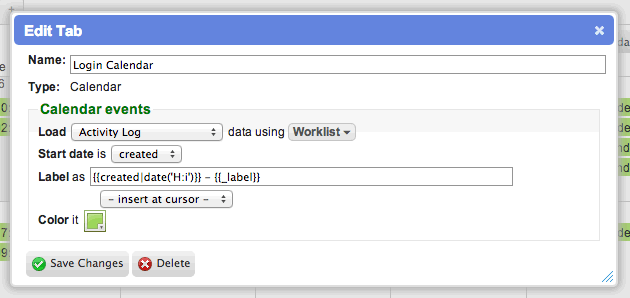 Edit Tab
Name: Login Calendar
Type: Calendar
Calendar events
Load Activity Log data using Worklist
Start date is created
Label as {{created|date('H:i')}} – {{_label}}
– insert at cursor –
Color it
Save Changes Delete